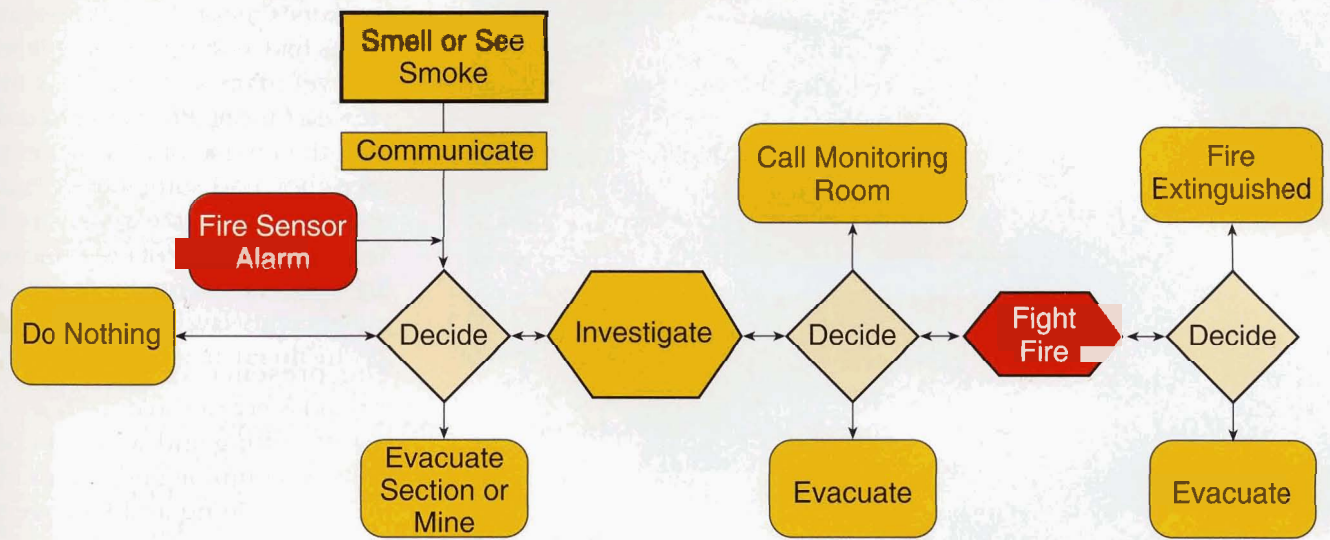 Smell or See
Smoke
Communicate
Fire Sensor
Alarm
Do Nothing
Decide
Investigate
Evacuate
Section or
Mine
Call Monitoring
Room
Decide
Evacuate
Fight
Fire
Fire
Extinguished
Decide
Evacuate